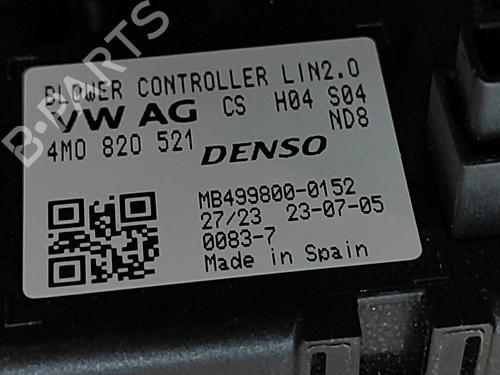 BLOWER CONTROLLER LIN2.0
VW AG CS H04 S04
ND8
4M0 820 521 DENSO
MB499800-0152
27/23 23-07-05
0083-7
Made in Spain
B-PARTS